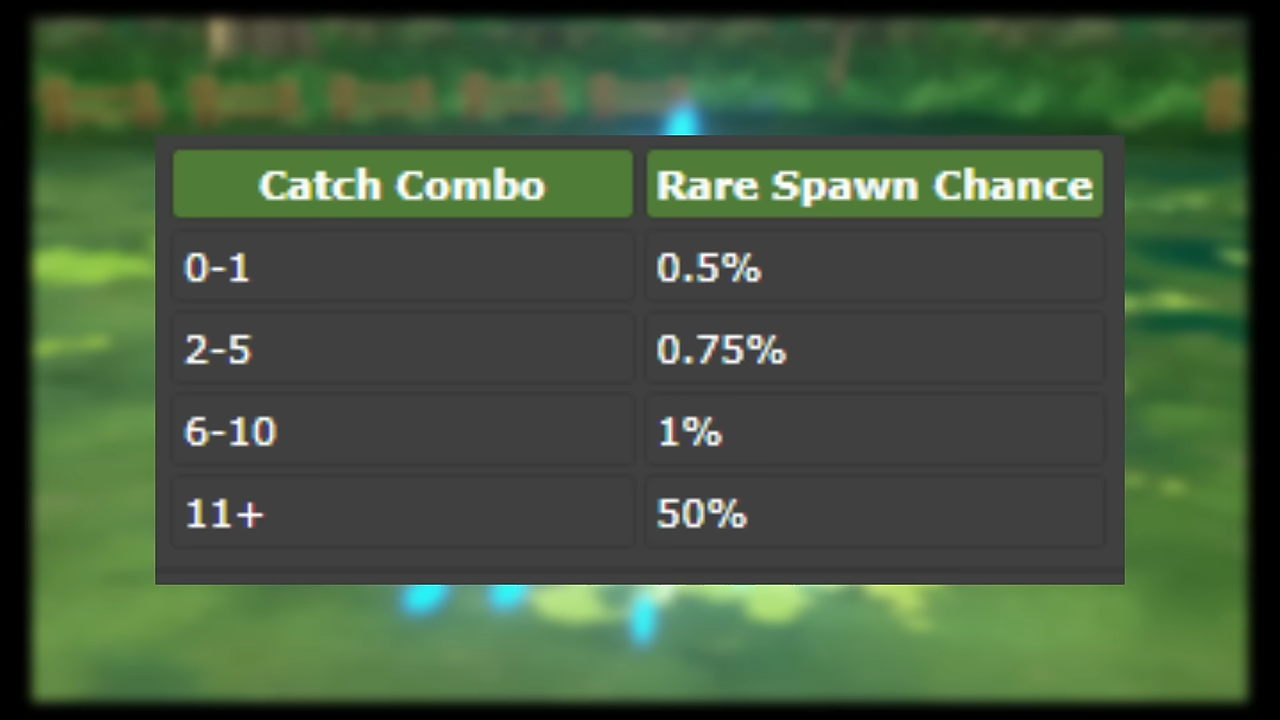 Catch Combo Rare Spawn Chance
0-1 0.5%
2-5 0.75%
6-10 1%
11+ 50%